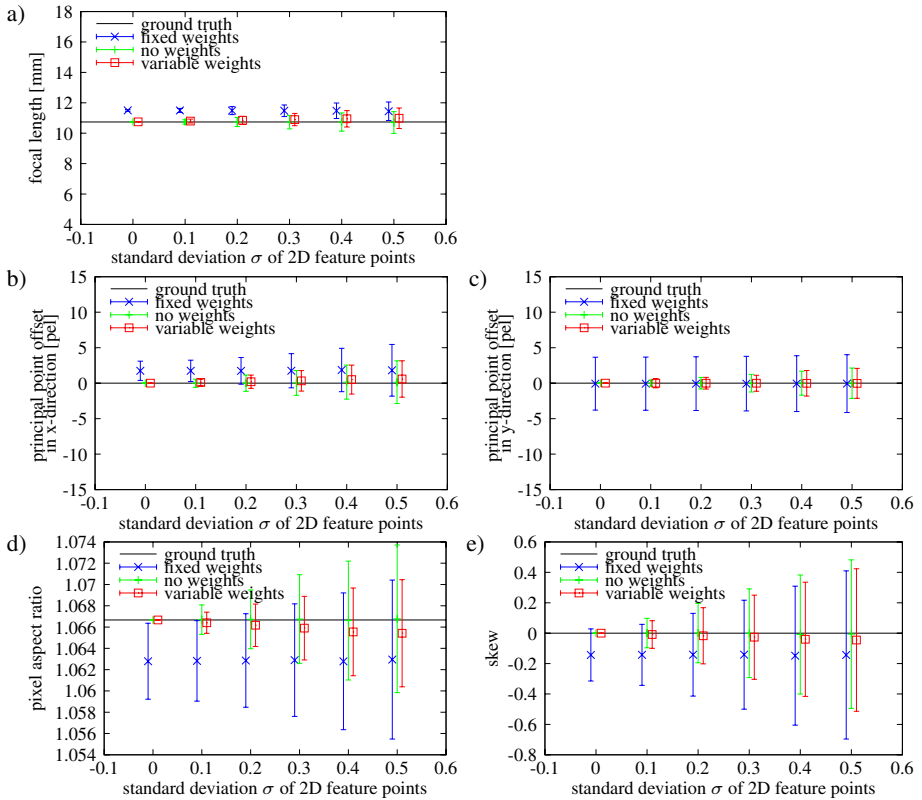 a)
18
16
14
12
10
8
6
4
focal length [mm]
ground truth
fixed weights
no weights
variable weights
-0.1 0 0.1 0.2 0.3 0.4 0.5 0.6
standard deviation σ of 2D feature points
b)
15
10
5
0
-5
-10
-15
principal point offset
in x-direction [pel]
ground truth
fixed weights
no weights
variable weights
-0.1 0 0.1 0.2 0.3 0.4 0.5 0.6
standard deviation σ of 2D feature points
c)
15
10
5
0
-5
-10
-15
principal point offset
in y-direction [pel]
ground truth
fixed weights
no weights
variable weights
-0.1 0 0.1 0.2 0.3 0.4 0.5 0.6
standard deviation σ of 2D feature points
d)
1.074
1.072
1.07
1.068
1.066
1.064
1.062
1.06
1.058
1.056
1.054
pixel aspect ratio
ground truth
fixed weights
no weights
variable weights
-0.1 0 0.1 0.2 0.3 0.4 0.5 0.6
standard deviation σ of 2D feature points
e)
0.6
0.4
0.2
0
-0.2
-0.4
-0.6
-0.8
skew
ground truth
fixed weights
no weights
variable weights
-0.1 0 0.1 0.2 0.3 0.4 0.5 0.6
standard deviation σ of 2D feature points